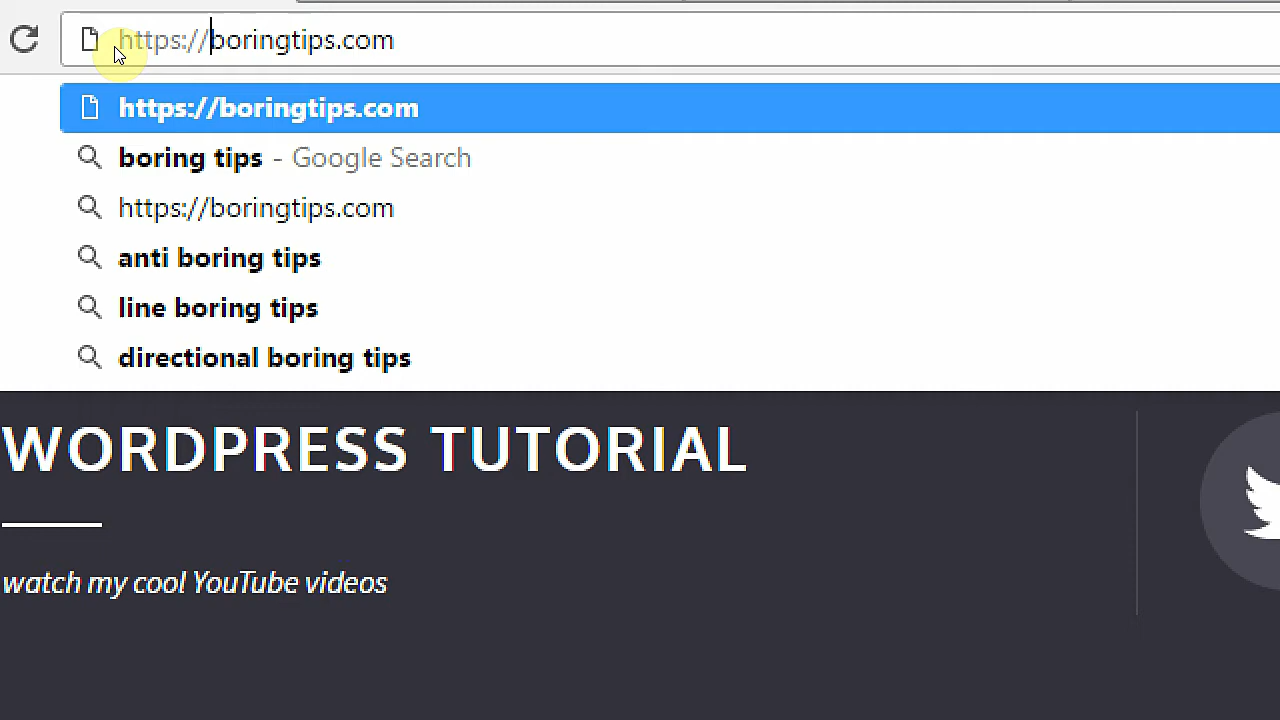 https://boringtips.com
https://boringtips.com
boring tips - Google Search
https://boringtips.com
anti boring tips
line boring tips
directional boring tips
WORDPRESS TUTORIAL
watch my cool YouTube videos